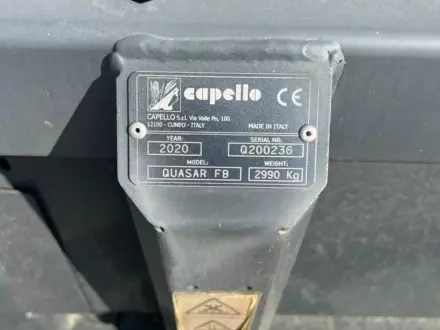 capello CE
CAPELLO S.r.l. Via Valle Po, 100
12100 - CUNEO - ITALY MADE IN ITALY
YEAR: SERIAL NR:
2020 Q200236
MODEL: WEIGHT:
QUASAR F8 2990 Kg